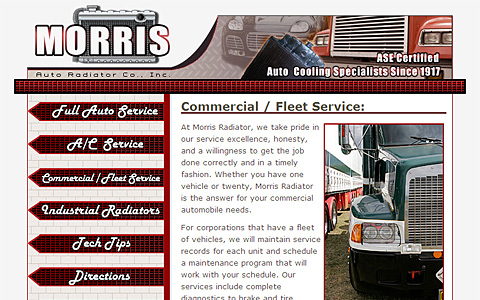 MORRIS
Auto Radiator Co., Inc.
ASE Certified
Auto Cooling Specialists Since 1917
Full Auto Service
A/C Service
Commercial/Fleet Service
Industrial Radiators
Tech Tips
Directions
Commercial / Fleet Service:
At Morris Radiator, we take pride in
our service excellence, honesty,
and a willingness to get the job
done correctly and in a timely
fashion. Whether you have one
vehicle or twenty, Morris Radiator
is the answer for your commercial
automobile needs.
For corporations that have a fleet
of vehicles, we will maintain service
records for each unit and schedule
a maintenance program that will
work with your schedule. Our
services include complete
diagnostics to brake and tire